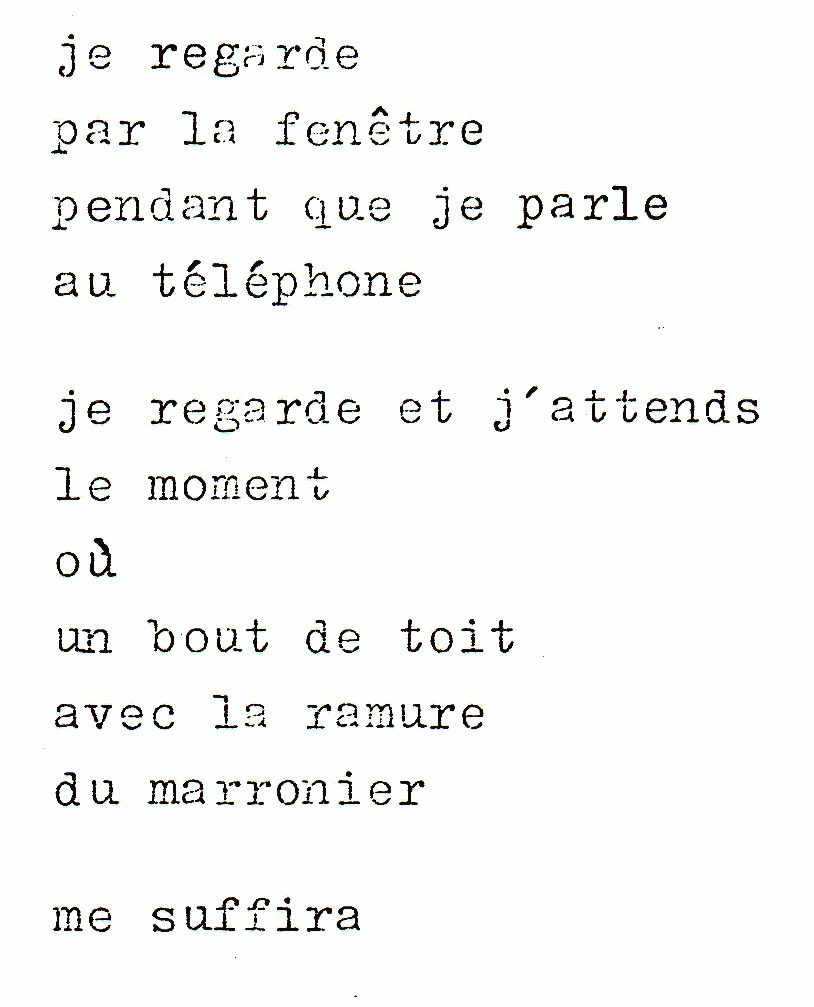 je regarde
par la fenêtre
pendant que je parle
au téléphone
je regarde et j'attends
le moment
où
un bout de toit
avec la ramure
du marronier
me suffira